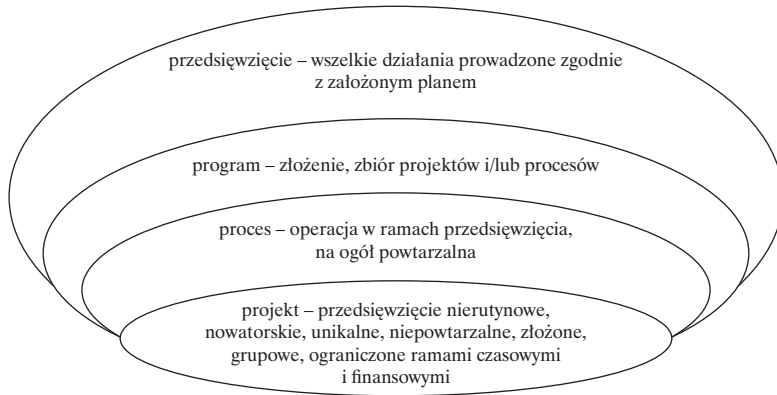 przedsięwzięcie – wszelkie działania prowadzone zgodnie
z założonym planem
program – złożenie, zbiór projektów i/lub procesów
proces – operacja w ramach przedsięwzięcia,
na ogół powtarzalna
projekt – przedsięwzięcie nierutynowe,
nowatorskie, unikalne, niepowtarzalne, złożone,
grupowe, ograniczone ramami czasowymi
i finansowymi